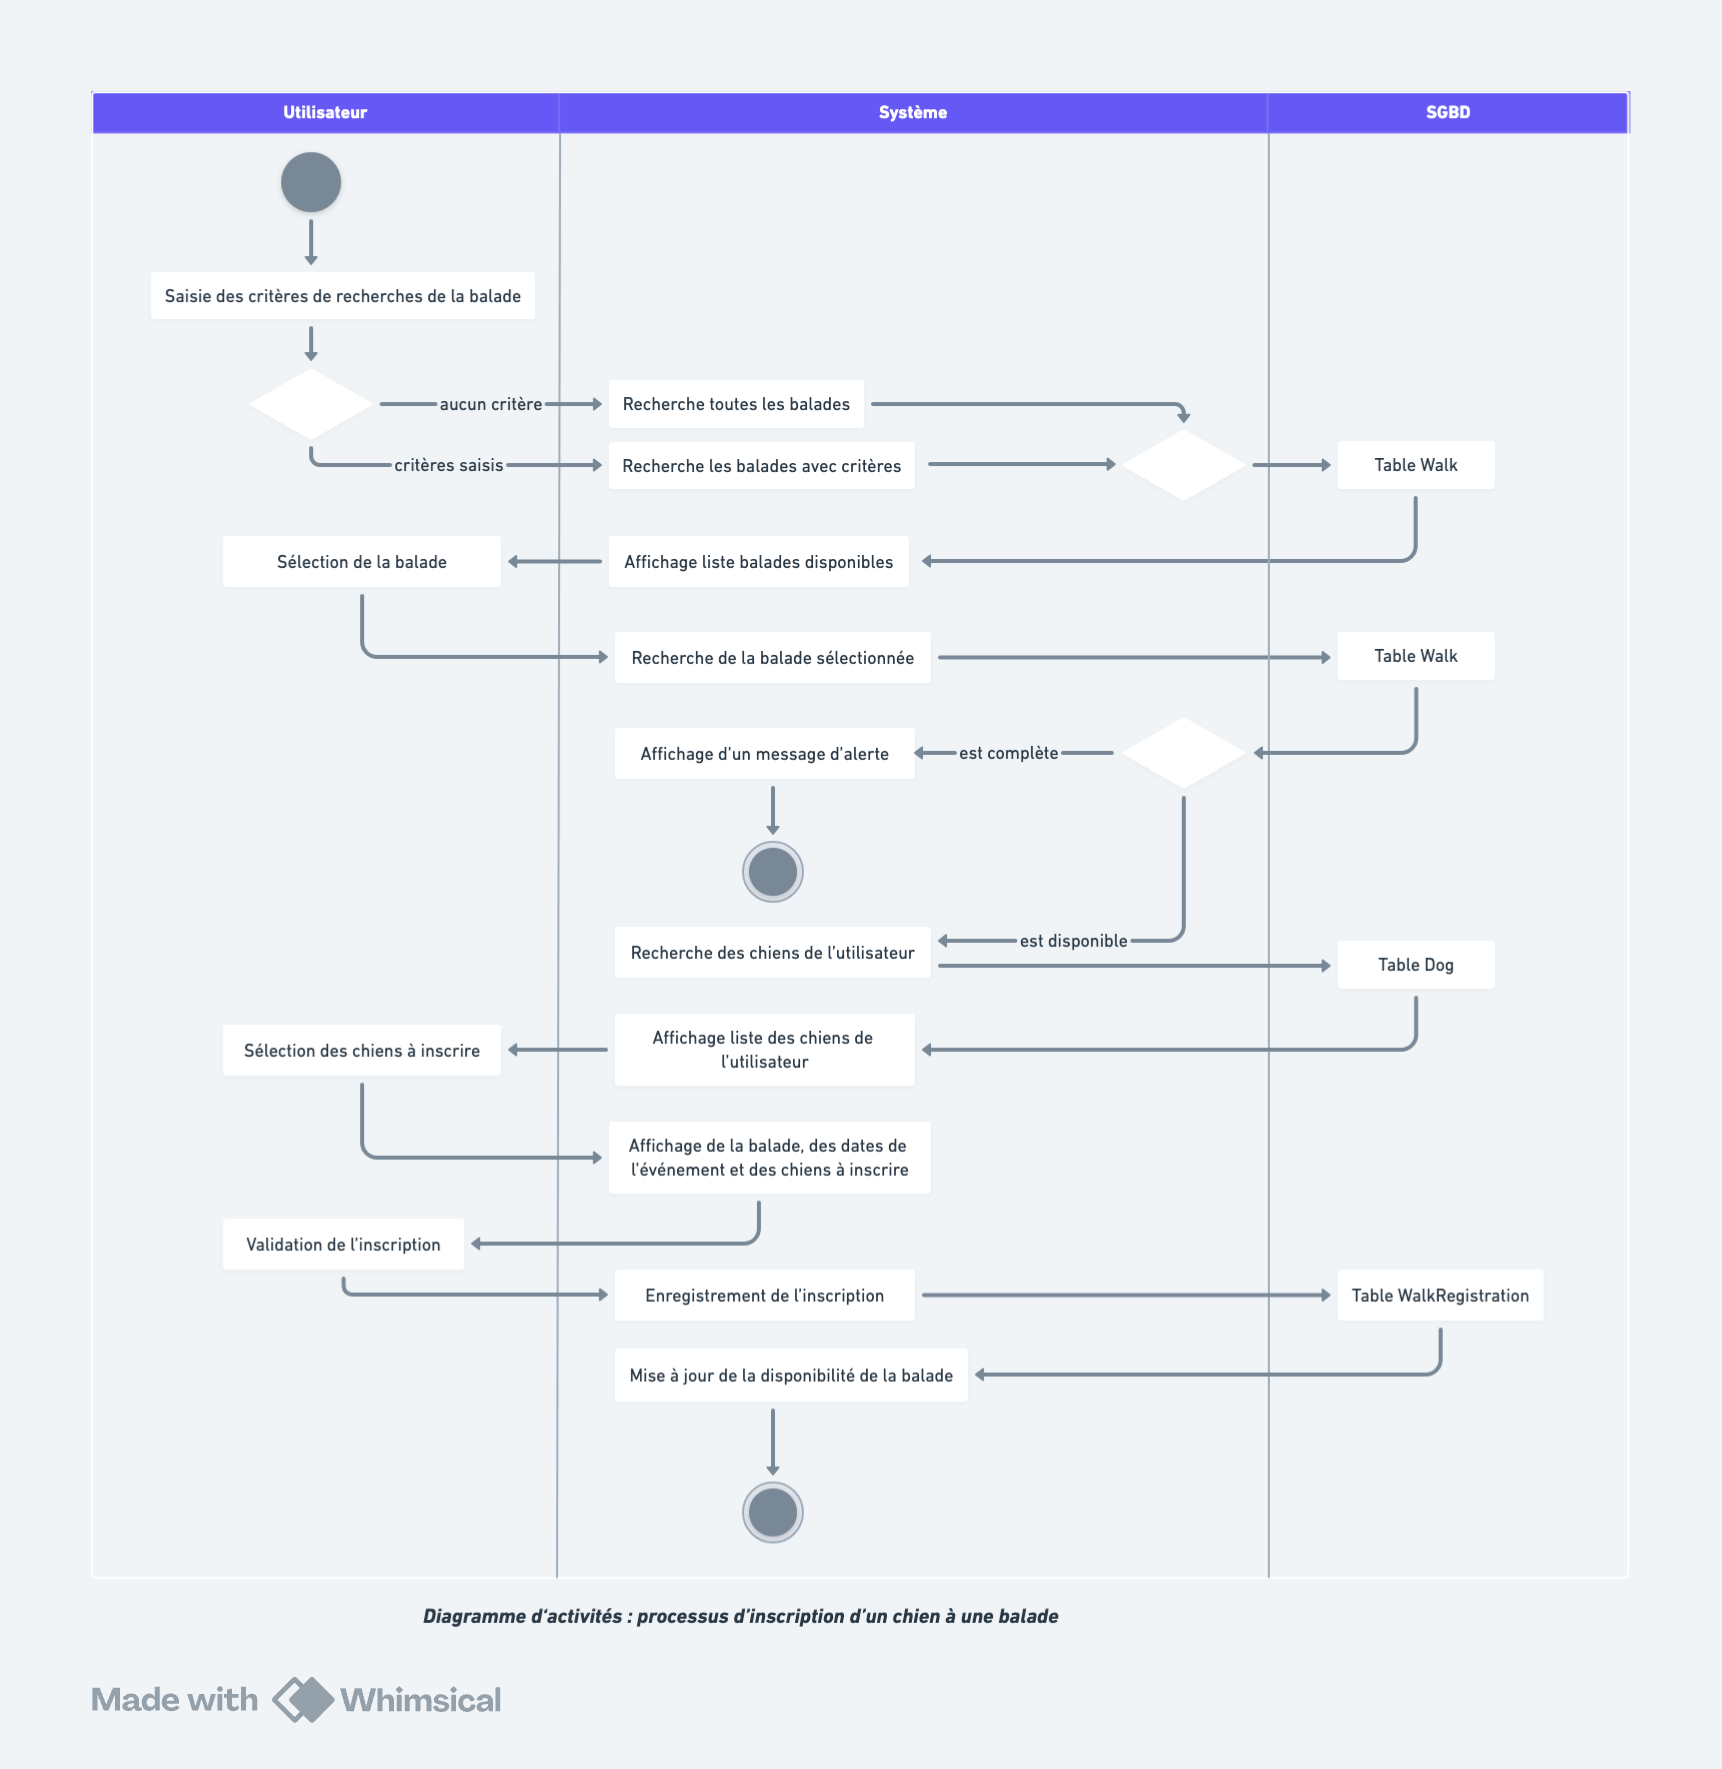 Utilisateur
Système
SGBD
Saisie des critères de recherches de la balade
aucun critère
Recherche toutes les balades
critères saisis
Recherche les balades avec critères
Table Walk
Sélection de la balade
Affichage liste balades disponibles
Recherche de la balade sélectionnée
Table Walk
Affichage d’un message d’alerte
est complète
est disponible
Recherche des chiens de l’utilisateur
Table Dog
Sélection des chiens à inscrire
Affichage liste des chiens de
l’utilisateur
Affichage de la balade, des dates de
l’événement et des chiens à inscrire
Validation de l’inscription
Enregistrement de l’inscription
Table WalkRegistration
Mise à jour de la disponibilité de la balade
Diagramme d‘activités : processus d’inscription d’un chien à une balade
Made with Whimsical